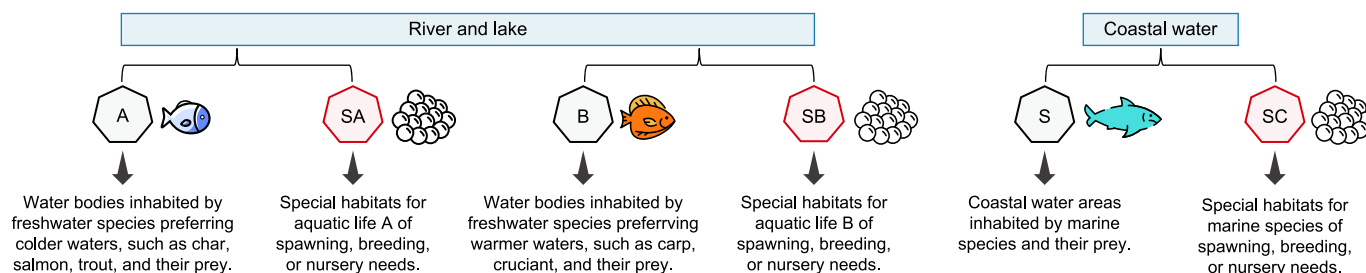 River and lake
Coastal water
A
SA
B
SB
S
SC
Water bodies inhabited by
freshwater species preferring
colder waters, such as char,
salmon, trout, and their prey.
Special habitats for
aquatic life A of
spawning, breeding,
or nursery needs.
Water bodies inhabited by
freshwater species preferrving
warmer waters, such as carp,
cruciant, and their prey.
Special habitats for
aquatic life B of
spawning, breeding,
or nursery needs.
Coastal water areas
inhabited by marine
species and their prey.
Special habitats for
marine species of
spawning, breeding,
or nursery needs.